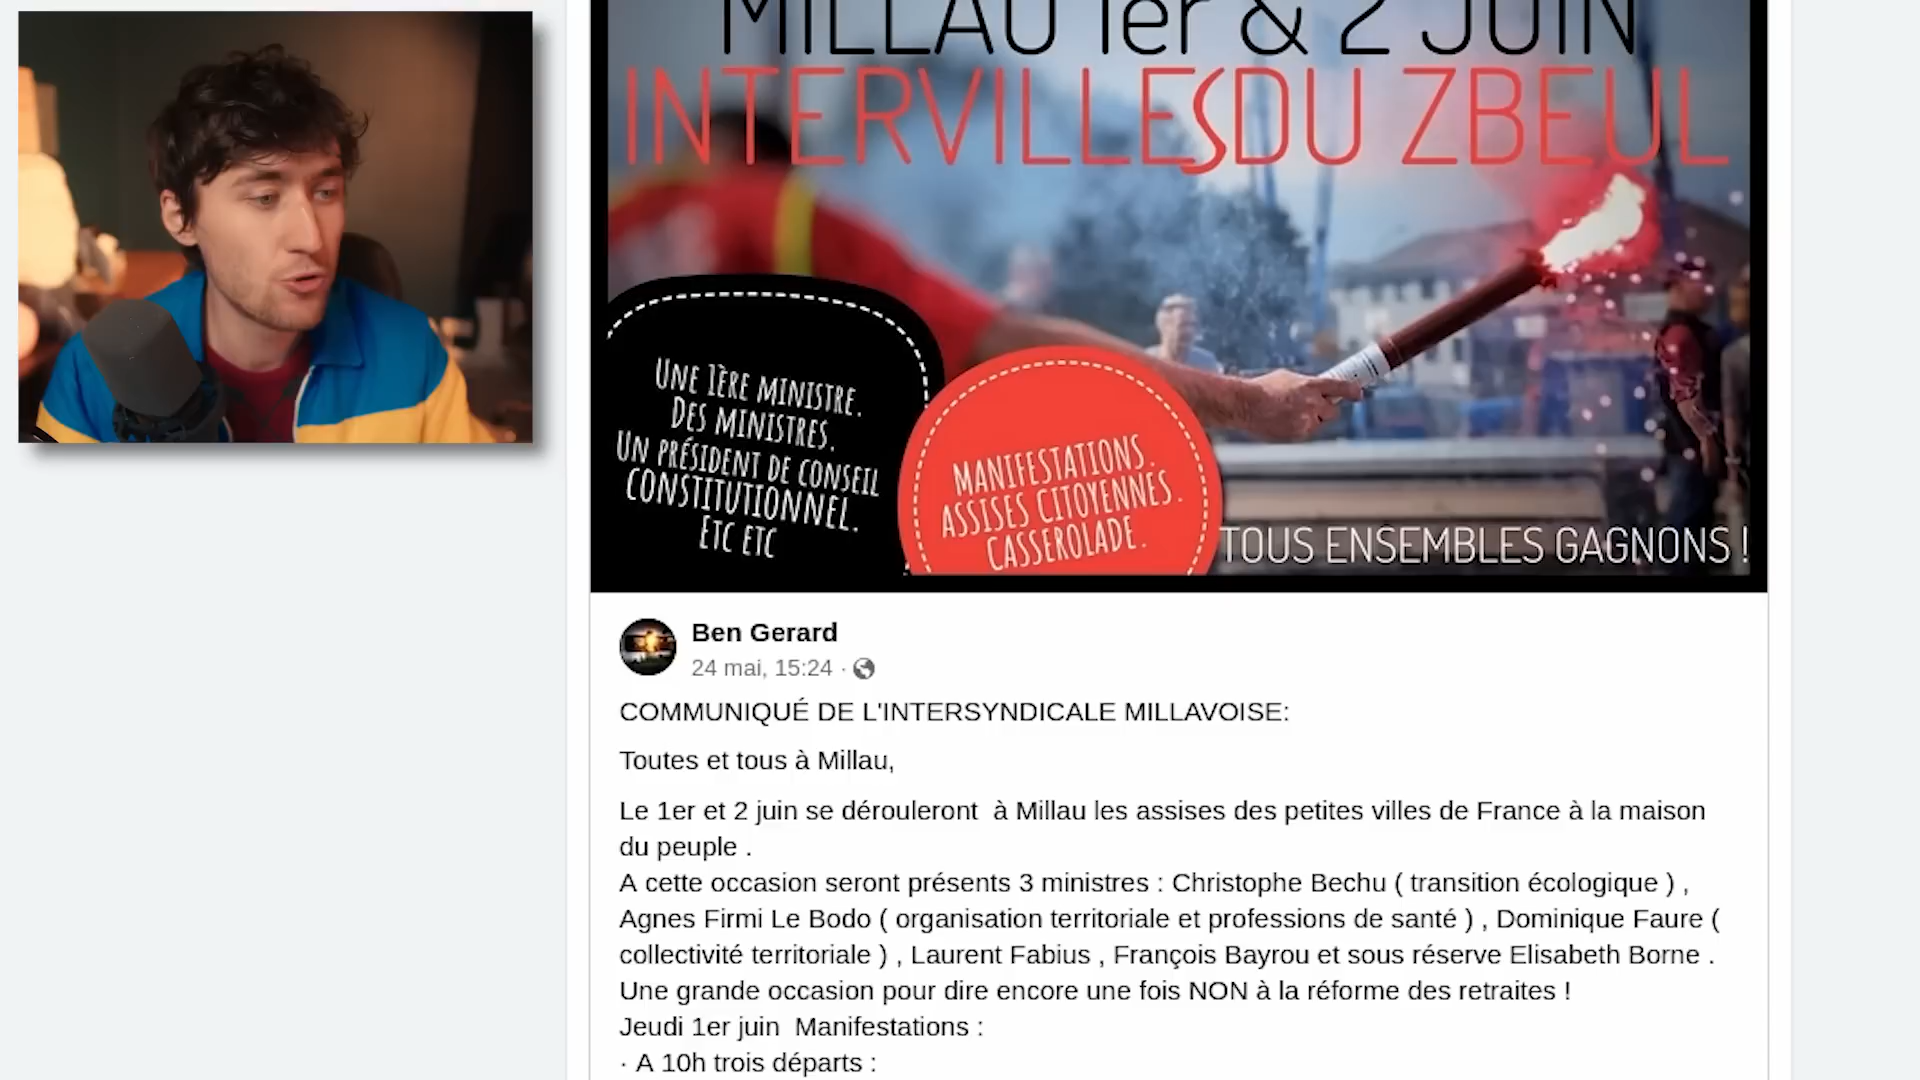 MILLAU 1er & 2 JUIN
INTERVILLES DU ZBEUL
UNE 1ÈRE MINISTRE.
DES MINISTRES.
UN PRÉSIDENT DE CONSEIL
CONSTITUTIONNEL.
ETC ETC
MANIFESTATIONS.
ASSISES CITOYENNES.
CASSEROLADE.
TOUS ENSEMBLES GAGNONS !
Ben Gerard
24 mai, 15:24 ·
COMMUNIQUÉ DE L'INTERSYNDICALE MILLAVOISE:
Toutes et tous à Millau,
Le 1er et 2 juin se dérouleront  à Millau les assises des petites villes de France à la maison
du peuple .
A cette occasion seront présents 3 ministres : Christophe Bechu ( transition écologique ) ,
Agnes Firmi Le Bodo ( organisation territoriale et professions de santé ) , Dominique Faure (
collectivité territoriale ) , Laurent Fabius , François Bayrou et sous réserve Elisabeth Borne .
Une grande occasion pour dire encore une fois NON à la réforme des retraites !
Jeudi 1er juin  Manifestations :
· A 10h trois départs :